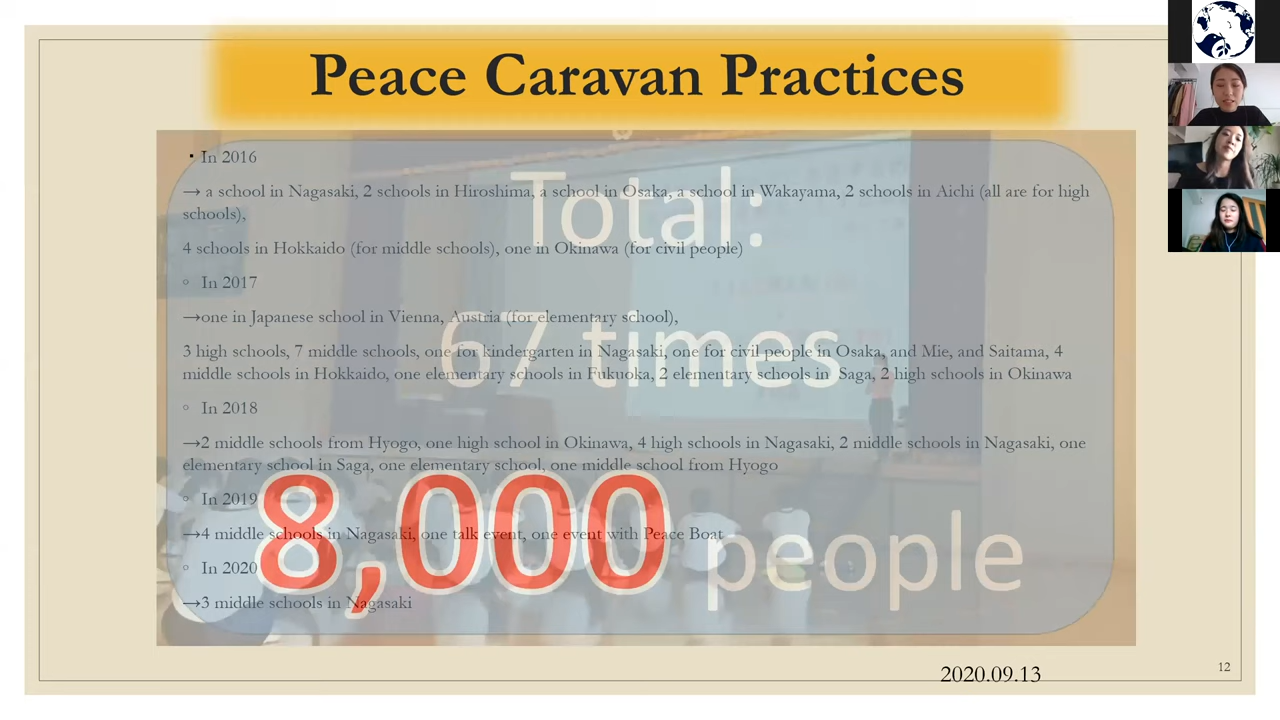 Peace Caravan Practices
In 2016
→ a school in Nagasaki, 2 schools in Hiroshima, a school in Osaka, a school in Wakayama, 2 schools in Aichi (all are for high
schools),
4 schools in Hokkaido (for middle schools), one in Okinawa (for civil people)
In 2017
→one in Japanese school in Vienna, Austria (for elementary school),
3 high schools, 7 middle schools, one for kindergarten in Nagasaki, one for civil people in Osaka, and Mie, and Saitama, 4
middle schools in Hokkaido, one elementary schools in Fukuoka, 2 elementary schools in Saga, 2 high schools in Okinawa
In 2018
→2 middle schools from Hyogo, one high school in Okinawa, 4 high schools in Nagasaki, 2 middle schools in Nagasaki, one
elementary school in Saga, one elementary school, one middle school from Hyogo
In 2019
→4 middle schools in Nagasaki, one talk event, one event with Peace Boat
In 2020
→3 middle schools in Nagasaki
Total:
67 times
8,000 people
2020.09.13
12